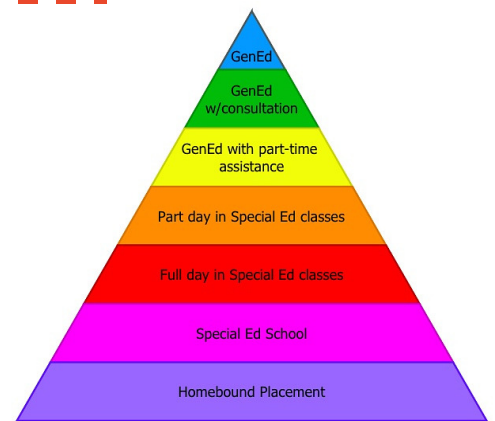 GenEd
GenEd
w/consultation
GenEd with part-time
assistance
Part day in Special Ed classes
Full day in Special Ed classes
Special Ed School
Homebound Placement